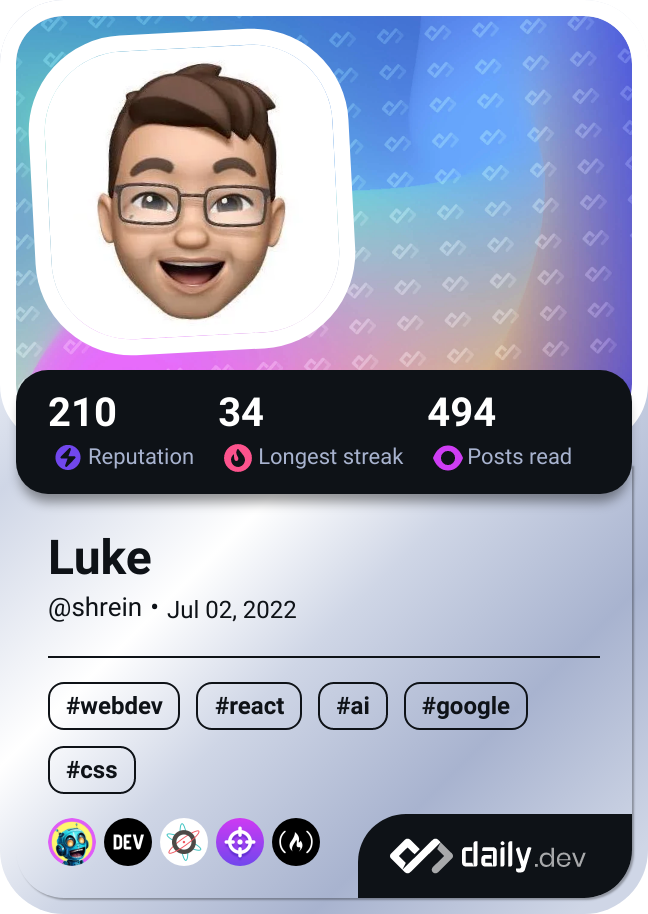 210 34 494
Reputation Longest streak Posts read
Luke
@shrein • Jul 02, 2022
#webdev #react #ai #google
#css
DEV
daily.dev